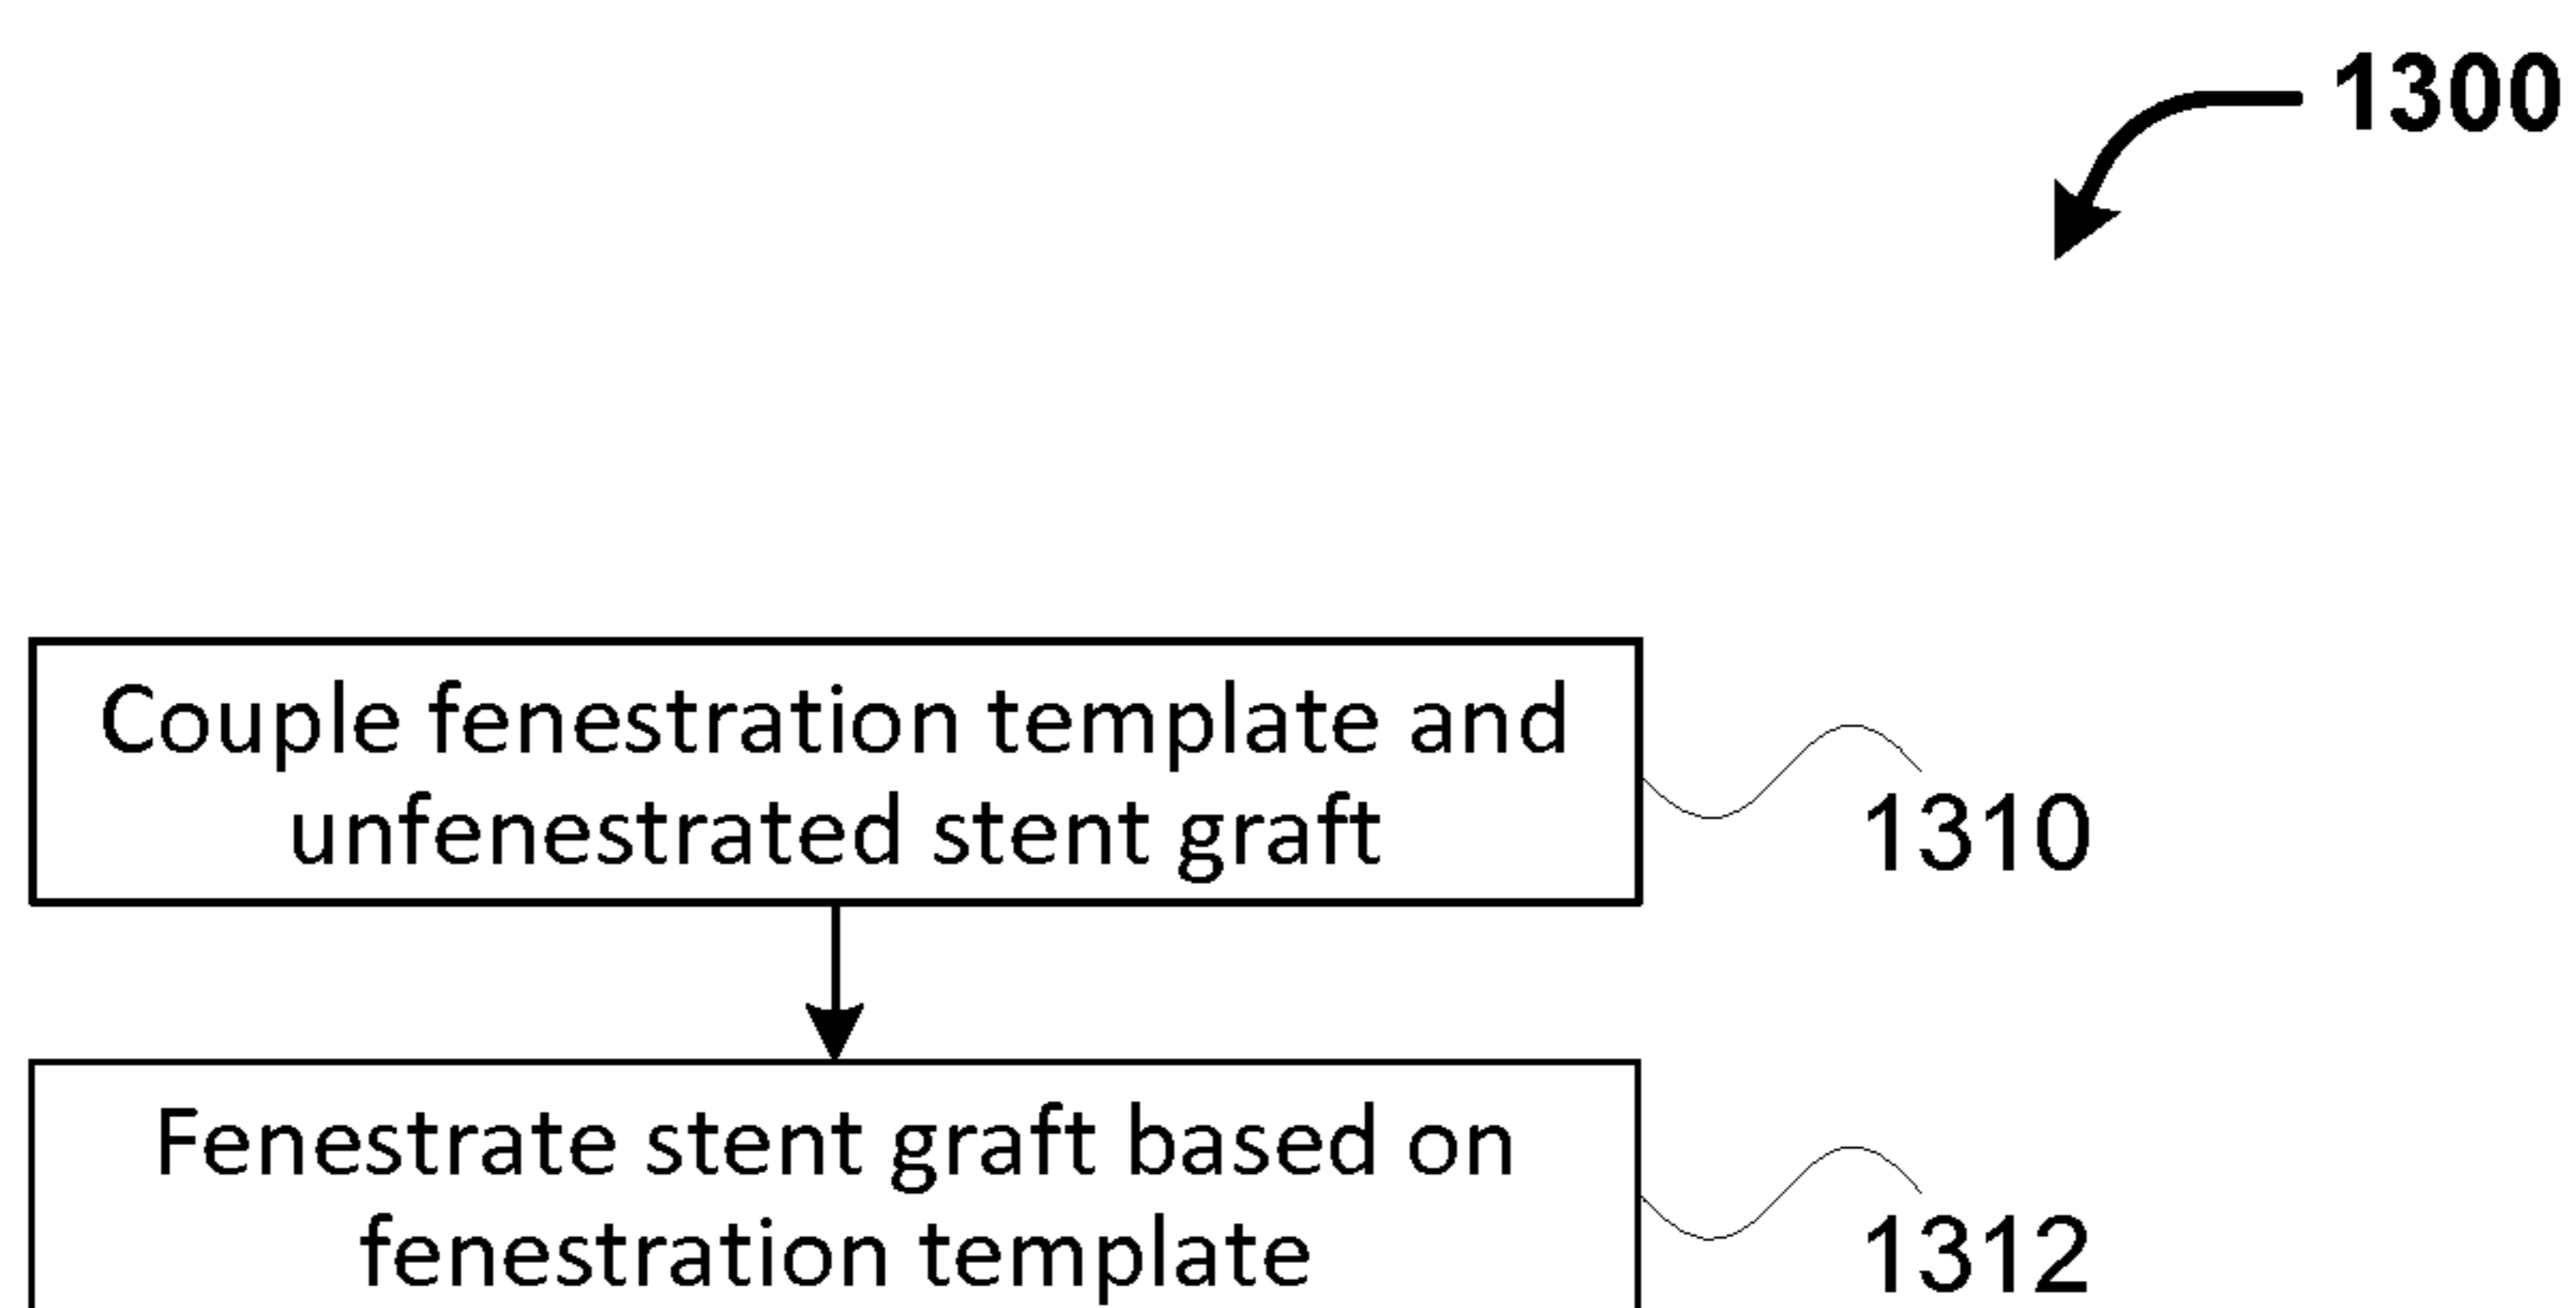 1300
Couple fenestration template and
unfenestrated stent graft
1310
Fenestrate stent graft based on
fenestration template
1312